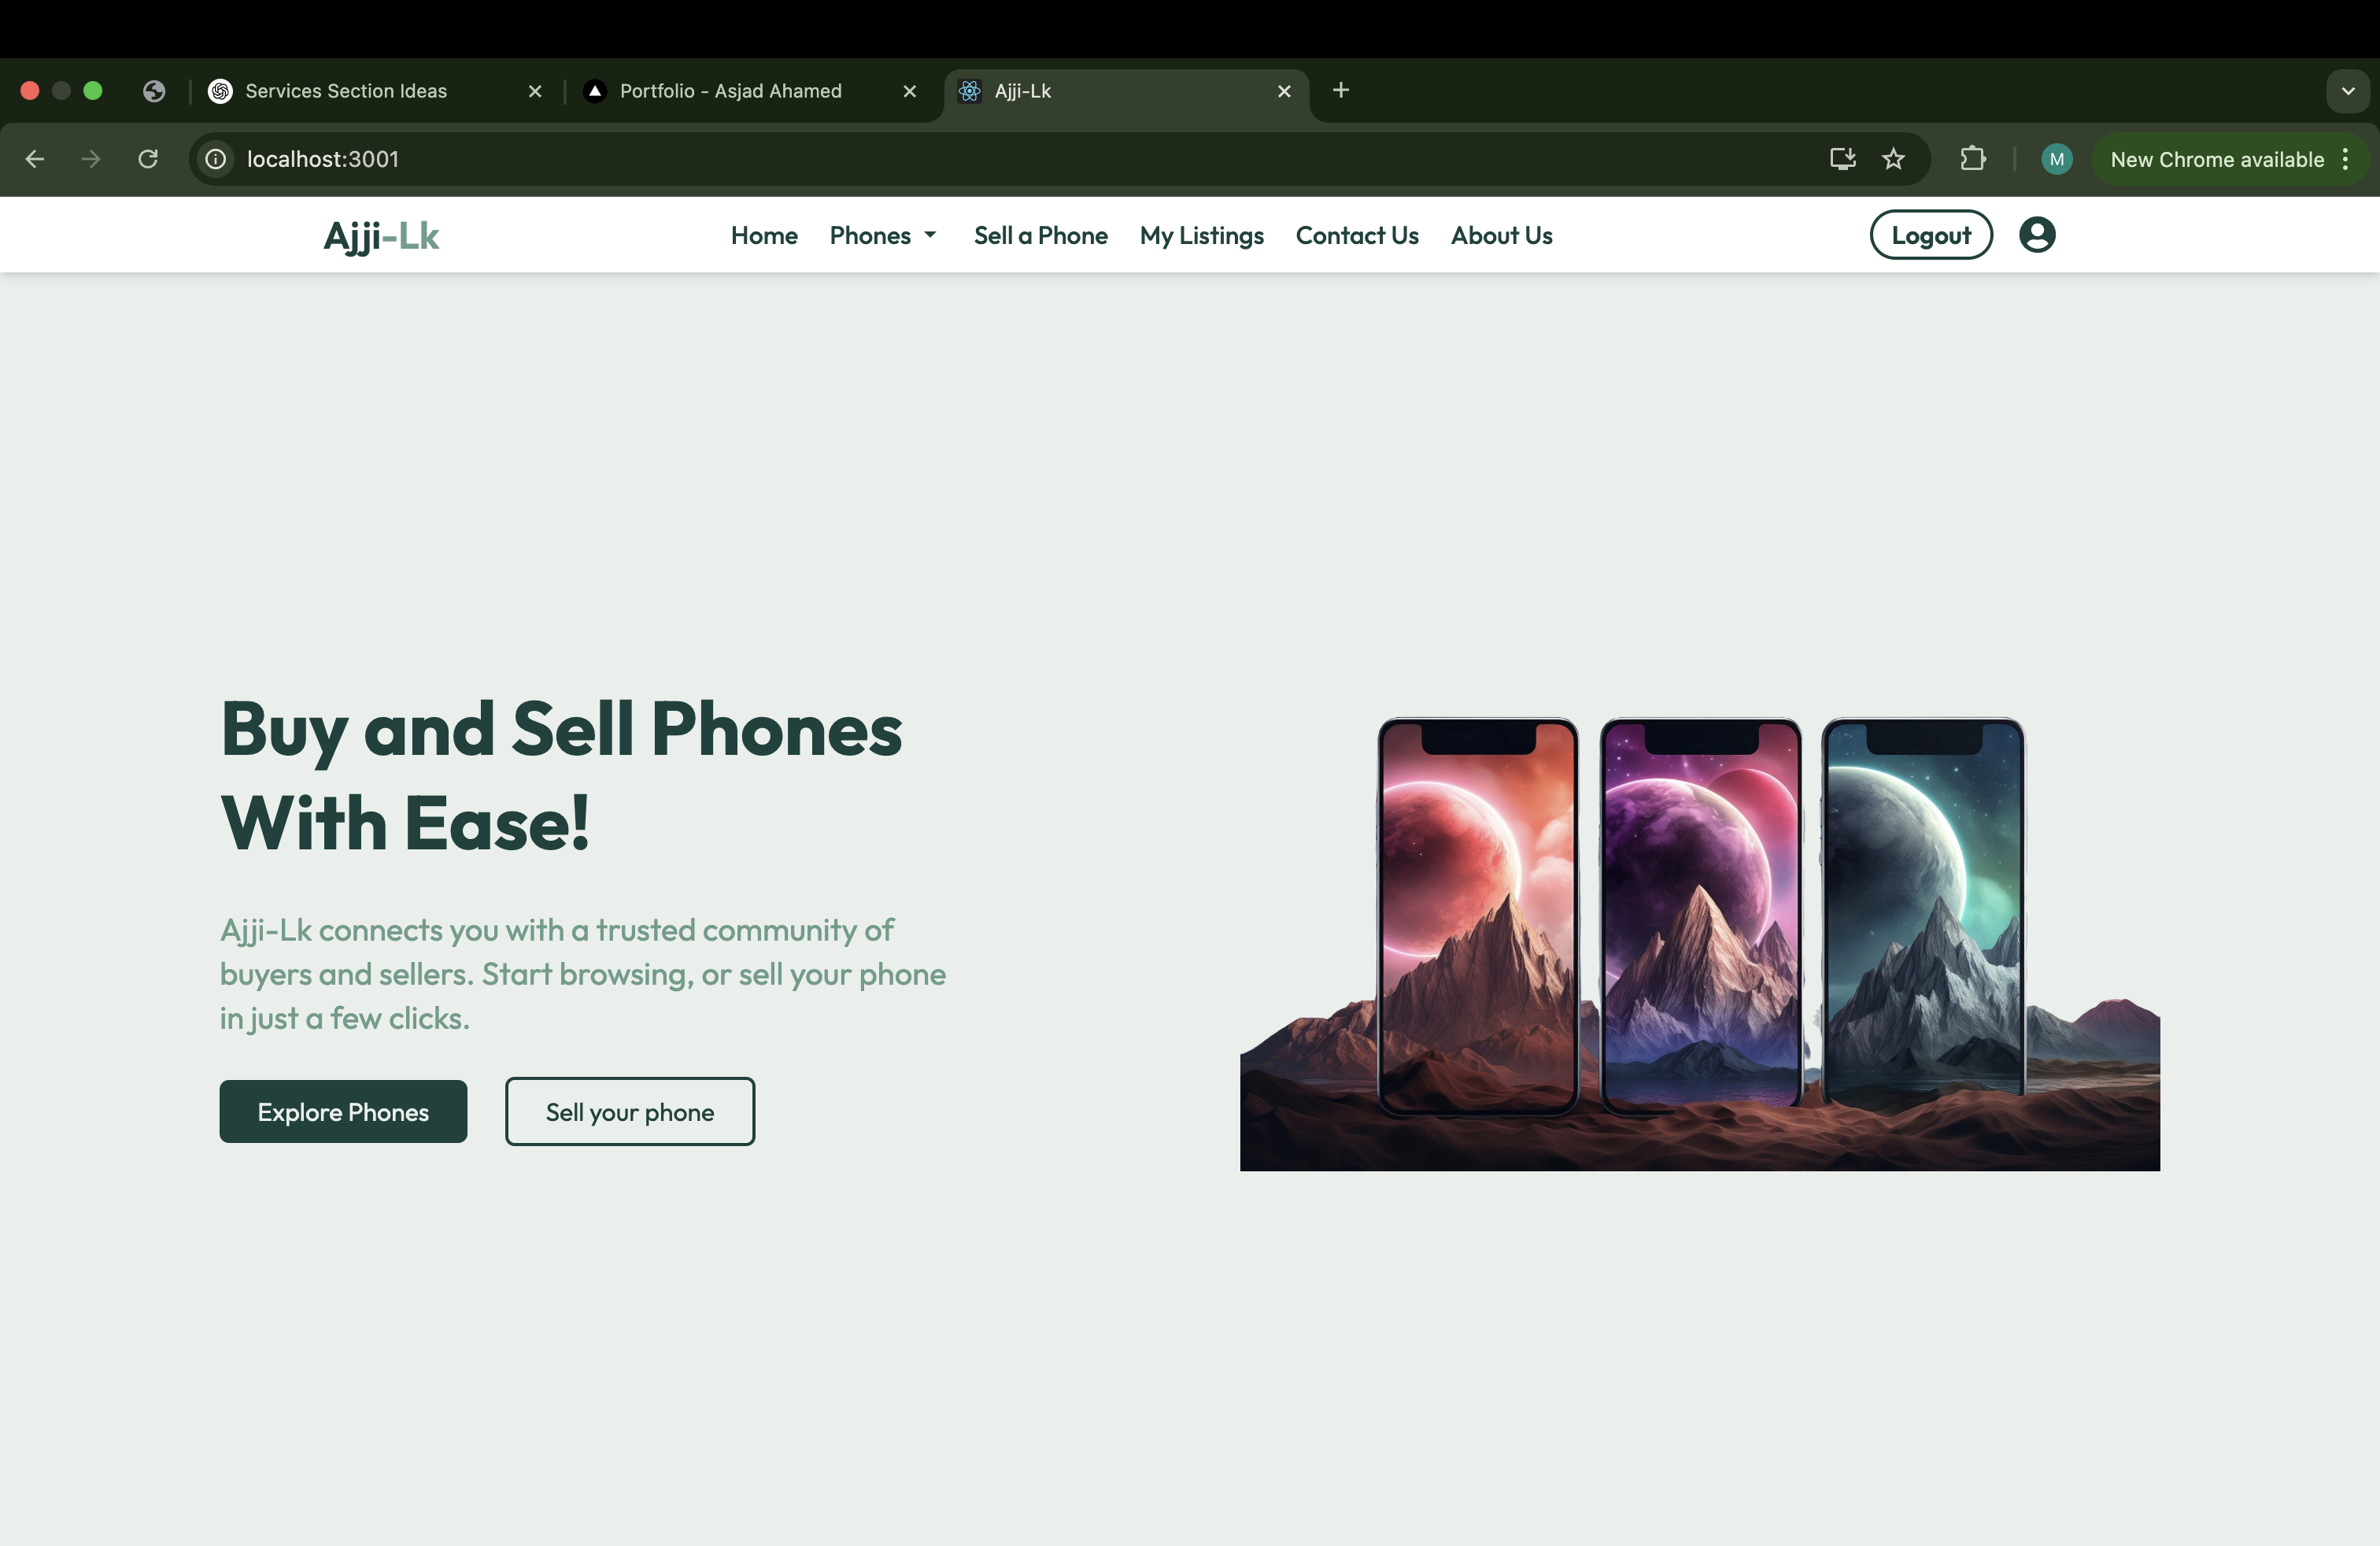 Services Section Ideas
Portfolio - Asjad Ahamed
Ajji-Lk
localhost:3001
M
New Chrome available
Ajji-Lk
Home
Phones
Sell a Phone
My Listings
Contact Us
About Us
Logout
Buy and Sell Phones
With Ease!
Ajji-Lk connects you with a trusted community of
buyers and sellers. Start browsing, or sell your phone
in just a few clicks.
Explore Phones
Sell your phone